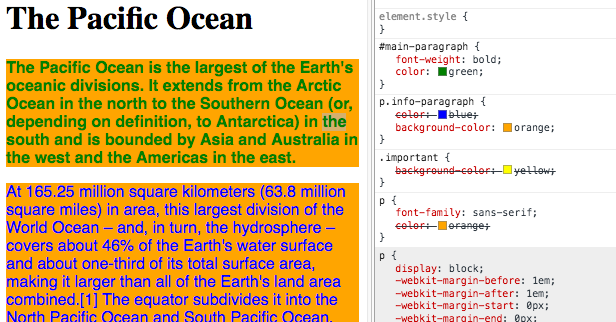 The Pacific Ocean
The Pacific Ocean is the largest of the Earth's
oceanic divisions. It extends from the Arctic
Ocean in the north to the Southern Ocean (or,
depending on definition, to Antarctica) in the
south and is bounded by Asia and Australia in
the west and the Americas in the east.
At 165.25 million square kilometers (63.8 million
square miles) in area, this largest division of the
World Ocean – and, in turn, the hydrosphere –
covers about 46% of the Earth's water surface
and about one-third of its total surface area,
making it larger than all of the Earth's land area
combined.[1] The equator subdivides it into the
North Pacific Ocean and South Pacific Ocean,
element.style {
}
#main-paragraph {
font-weight: bold;
color: green;
}
p.info-paragraph {
color: blue;
background-color: orange;
}
.important {
background-color: yellow;
}
p {
font-family: sans-serif;
color: orange;
}
p {
display: block;
-webkit-margin-before: 1em;
-webkit-margin-after: 1em;
-webkit-margin-start: 0px;
-webkit-margin-end: 0px;